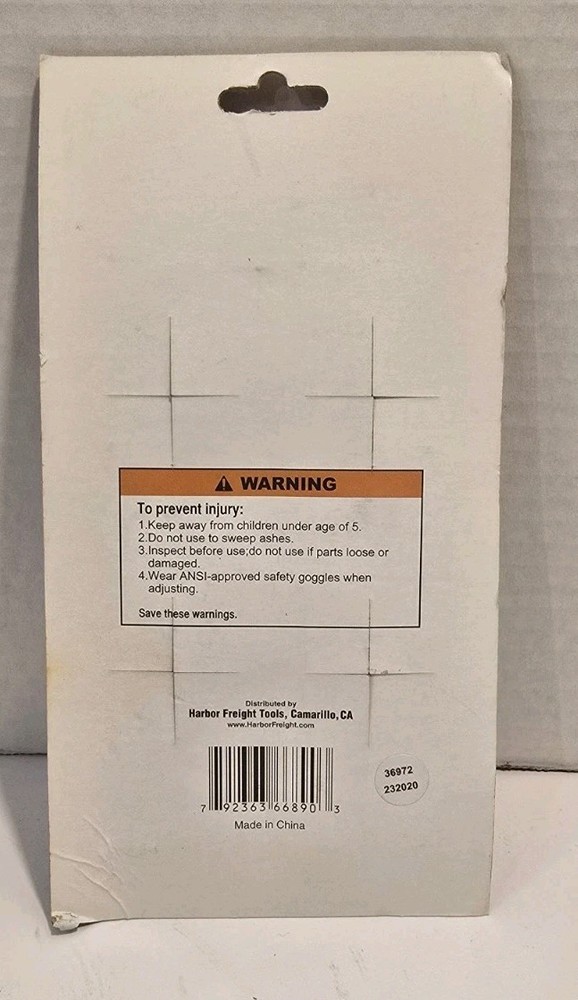 WARNING
To prevent injury:
1.Keep away from children under age of 5.
2.Do not use to sweep ashes.
3.Inspect before use;do not use if parts loose or
damaged.
4.Wear ANSI-approved safety goggles when
adjusting.
Save these warnings.
Distributed by
Harbor Freight Tools, Camarillo, CA
www.HarborFreight.com
36972
232020
7 92363 66890 3
Made in China